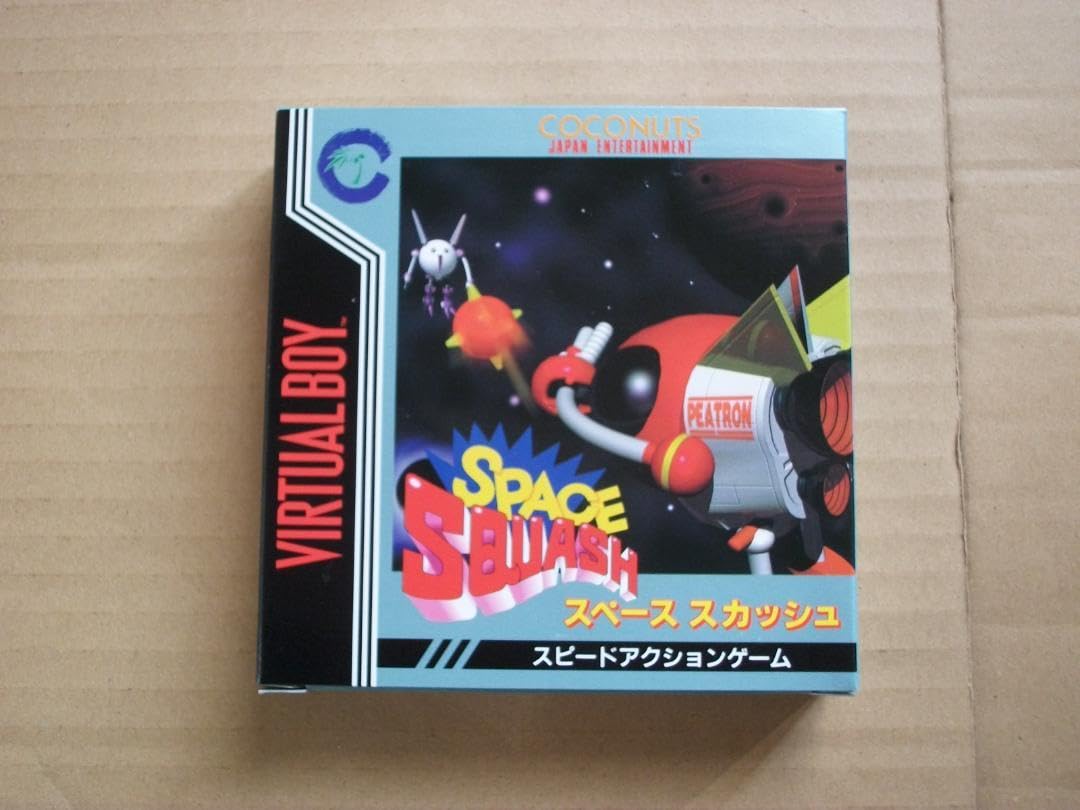 COCONUTS
JAPAN ENTERTAINMENT
VIRTUAL BOY™
PEATRON
SPACE
SQUASH
スペース スカッシュ
スピードアクションゲーム